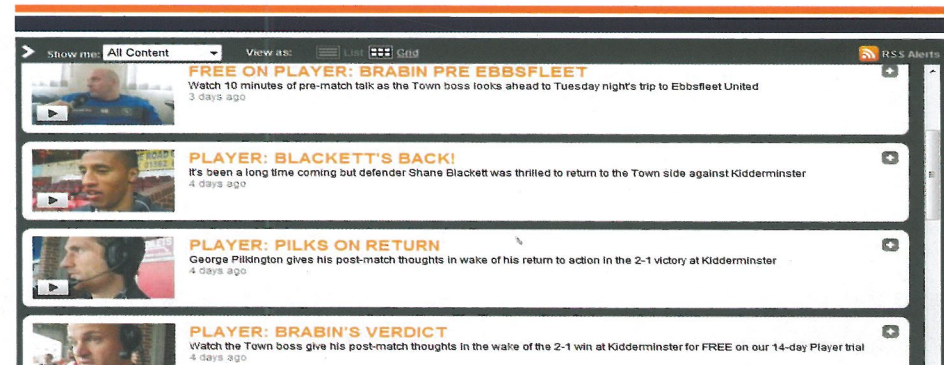 Show me: All Content View as: List Grid RSS Alerts
FREE ON PLAYER: BRABIN PRE EBBSFLEET
Watch 10 minutes of pre-match talk as the Town boss looks ahead to Tuesday night's trip to Ebbsfleet United
3 days ago
PLAYER: BLACKETT'S BACK!
It's been a long time coming but defender Shane Blackett was thrilled to return to the Town side against Kidderminster
4 days ago
PLAYER: PILKS ON RETURN
George Pilkington gives his post-match thoughts in wake of his return to action in the 2-1 victory at Kidderminster
4 days ago
PLAYER: BRABIN'S VERDICT
Watch the Town boss give his post-match thoughts in the wake of the 2-1 win at Kidderminster for FREE on our 14-day Player trial
4 days ago